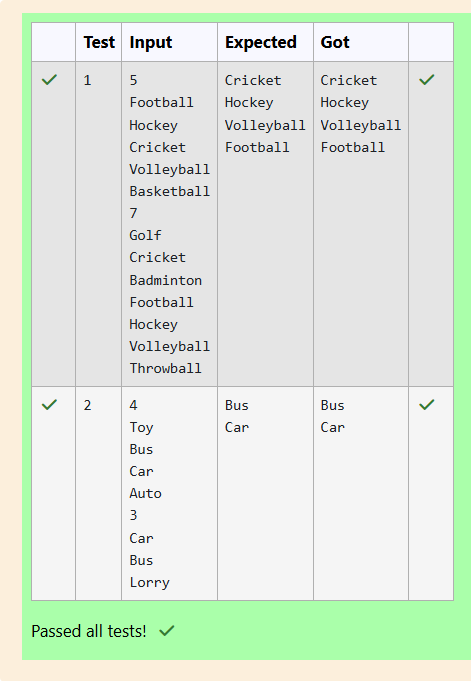 Test Input Expected Got
1 5 Cricket Cricket
Football Hockey Hockey
Hockey Volleyball Volleyball
Cricket Football Football
Volleyball
Basketball
7
Golf
Cricket
Badminton
Football
Hockey
Volleyball
Throwball
2 4 Bus Bus
Toy Car Car
Bus
Car
Auto
3
Car
Bus
Lorry
Passed all tests!